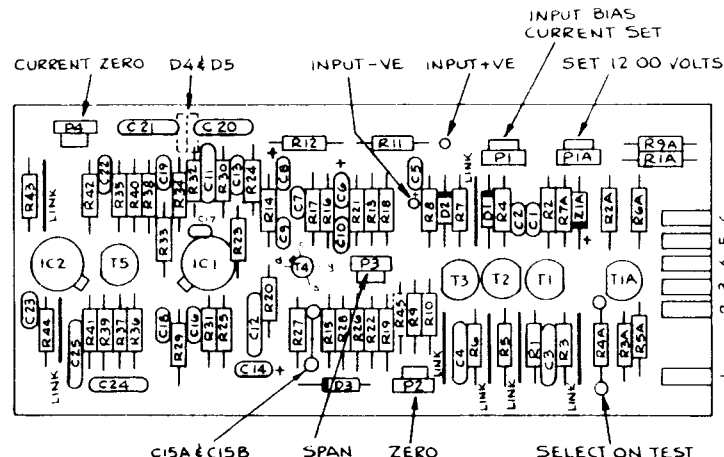 INPUT BIAS
CURRENT SET
CURRENT ZERO D4 & D5 INPUT-VE INPUT+VE SET 12 00 VOLTS
P4 C21 C20 R12 R11 P1 P1A R9A
R1A
R43 LINK R42 C22 R35 R40 R38 C19 R34 R32 C11 R30 C13 R24 R14 C8 C7 R17 R16 C6 R21 R13 R18 C5 R8 D2 R7 LINK D1 R4 C2 C1 R2 R7A Z1A R2A R6A
C17
R33 R23 C9 C10
IC2 T5 IC1 T4 P3 T3 T2 T1 T1A
C23 R44 LINK C25 R41 R39 R37 R36 C18 R29 C16 R31 R25 C12 R20 R27 R15 R28 R26 R22 R19 R45 R9 R10 LINK C4 R6 LINK R5 LINK R1 C3 R3 LINK R4A R3A R5A
C24 C14 D3 P2
6
5
4
3
2
1
C15A & C15B SPAN ZERO SELECT ON TEST